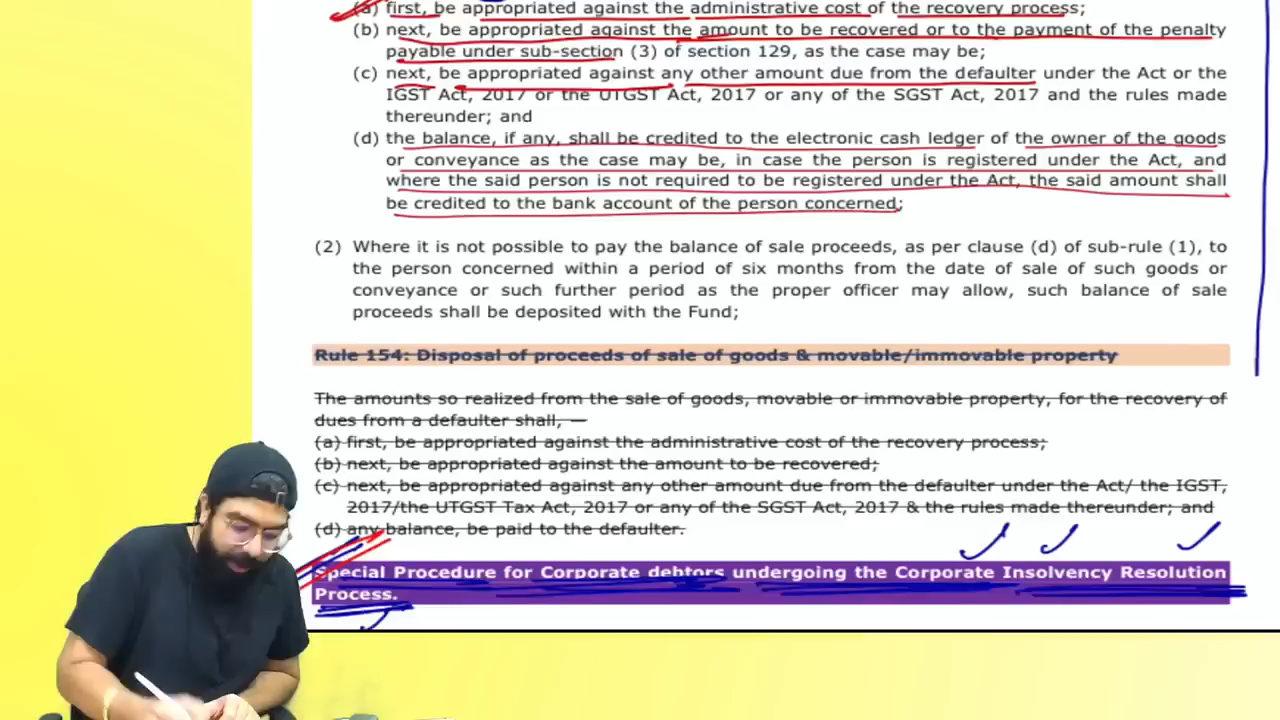 (a) first, be appropriated against the administrative cost of the recovery process;
(b) next, be appropriated against the amount to be recovered or to the payment of the penalty
payable under sub-section (3) of section 129, as the case may be;
(c) next, be appropriated against any other amount due from the defaulter under the Act or the
IGST Act, 2017 or the UTGST Act, 2017 or any of the SGST Act, 2017 and the rules made
thereunder; and
(d) the balance, if any, shall be credited to the electronic cash ledger of the owner of the goods
or conveyance as the case may be, in case the person is registered under the Act, and
where the said person is not required to be registered under the Act, the said amount shall
be credited to the bank account of the person concerned;
(2) Where it is not possible to pay the balance of sale proceeds, as per clause (d) of sub-rule (1), to
the person concerned within a period of six months from the date of sale of such goods or
conveyance or such further period as the proper officer may allow, such balance of sale
proceeds shall be deposited with the Fund;
Rule 154: Disposal of proceeds of sale of goods & movable/immovable property
The amounts so realized from the sale of goods, movable or immovable property, for the recovery of
dues from a defaulter shall, —
(a) first, be appropriated against the administrative cost of the recovery process;
(b) next, be appropriated against the amount to be recovered;
(c) next, be appropriated against any other amount due from the defaulter under the Act/ the IGST,
2017/the UTGST Tax Act, 2017 or any of the SGST Act, 2017 & the rules made thereunder; and
(d) any balance, be paid to the defaulter.
Special Procedure for Corporate debtors undergoing the Corporate Insolvency Resolution
Process.